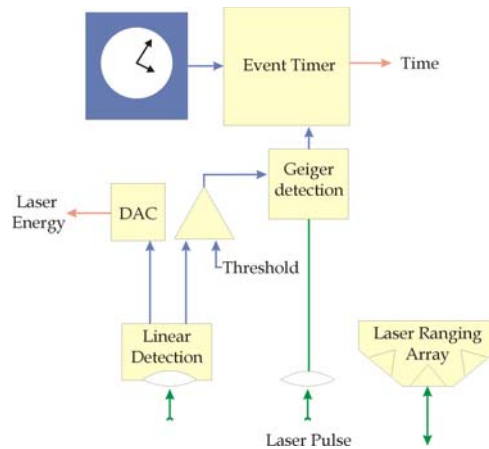 Event Timer
Time
Geiger
detection
Laser
Energy
DAC
Threshold
Linear
Detection
Laser Ranging
Array
Laser Pulse